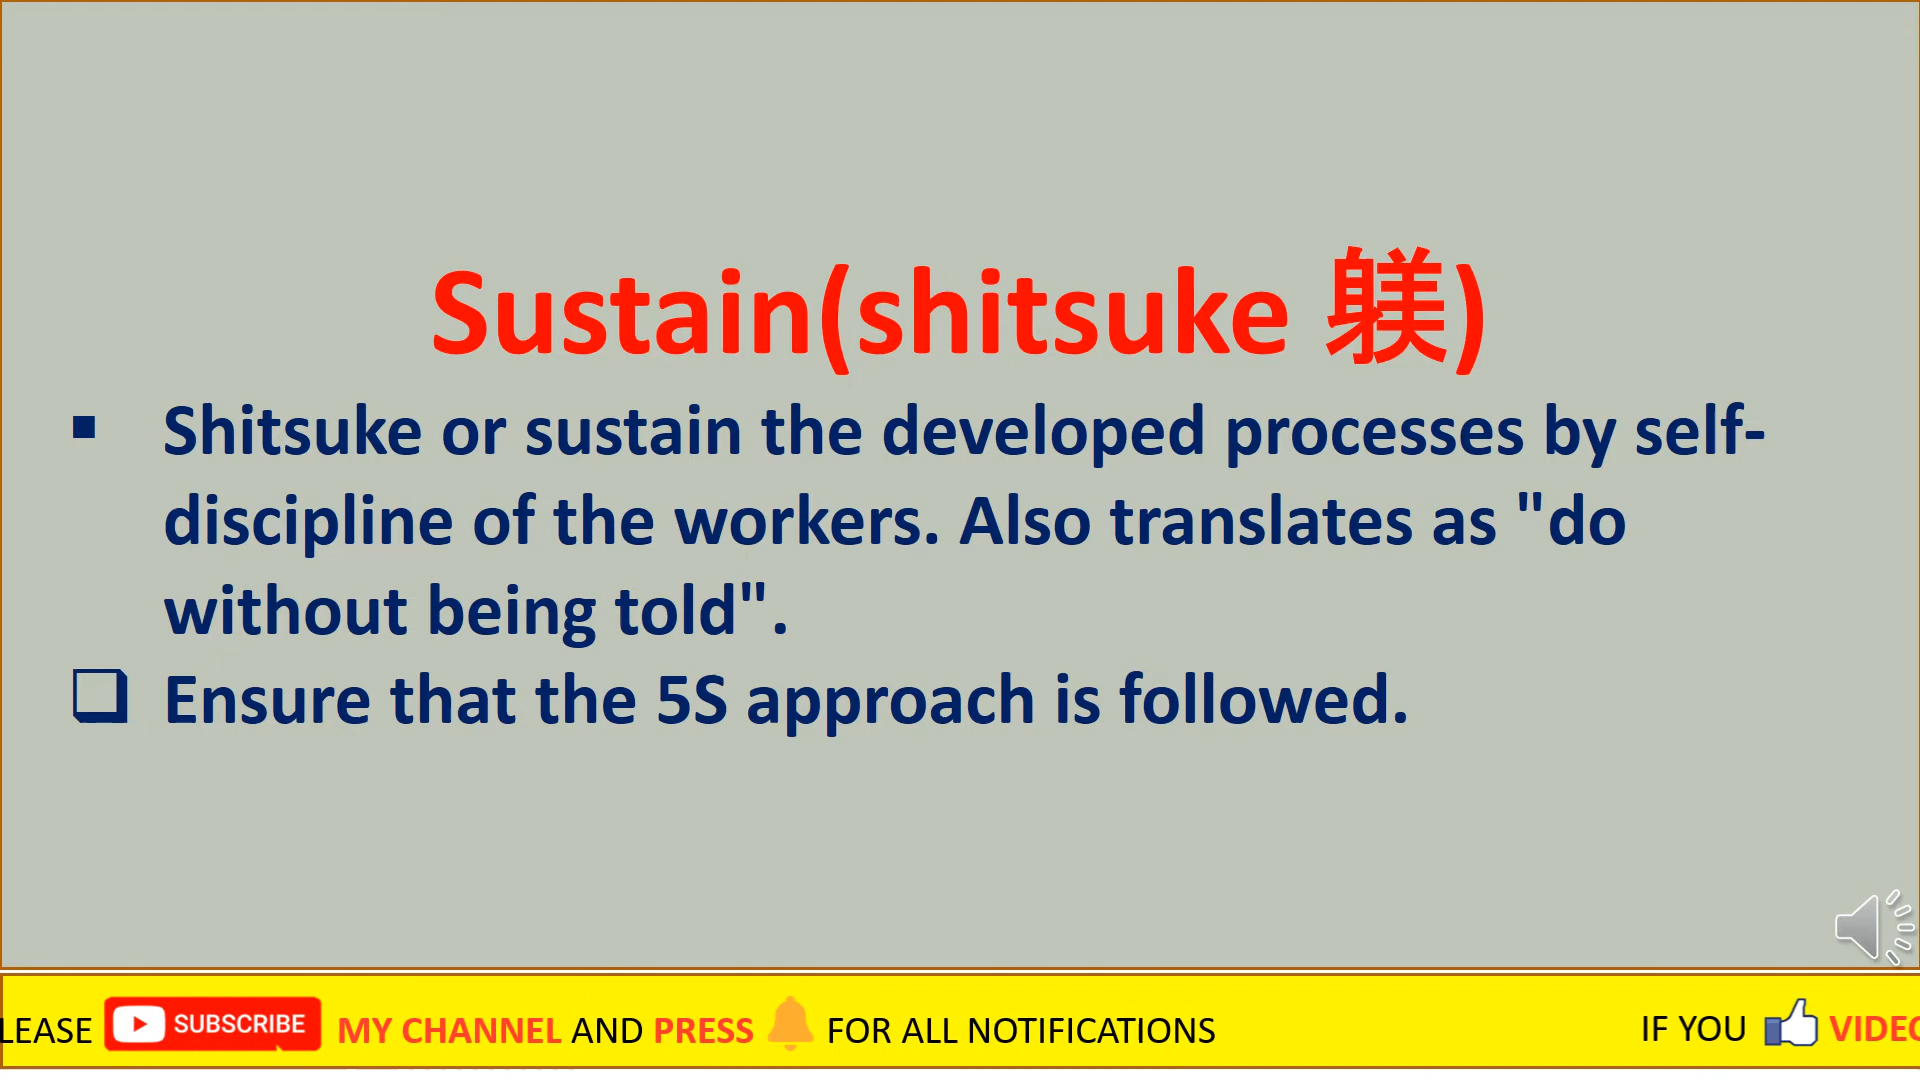 Sustain(shitsuke 躾)
▪ Shitsuke or sustain the developed processes by self-
discipline of the workers. Also translates as "do
without being told".
❑ Ensure that the 5S approach is followed.
LEASE SUBSCRIBE MY CHANNEL AND PRESS FOR ALL NOTIFICATIONS IF YOU VIDEO